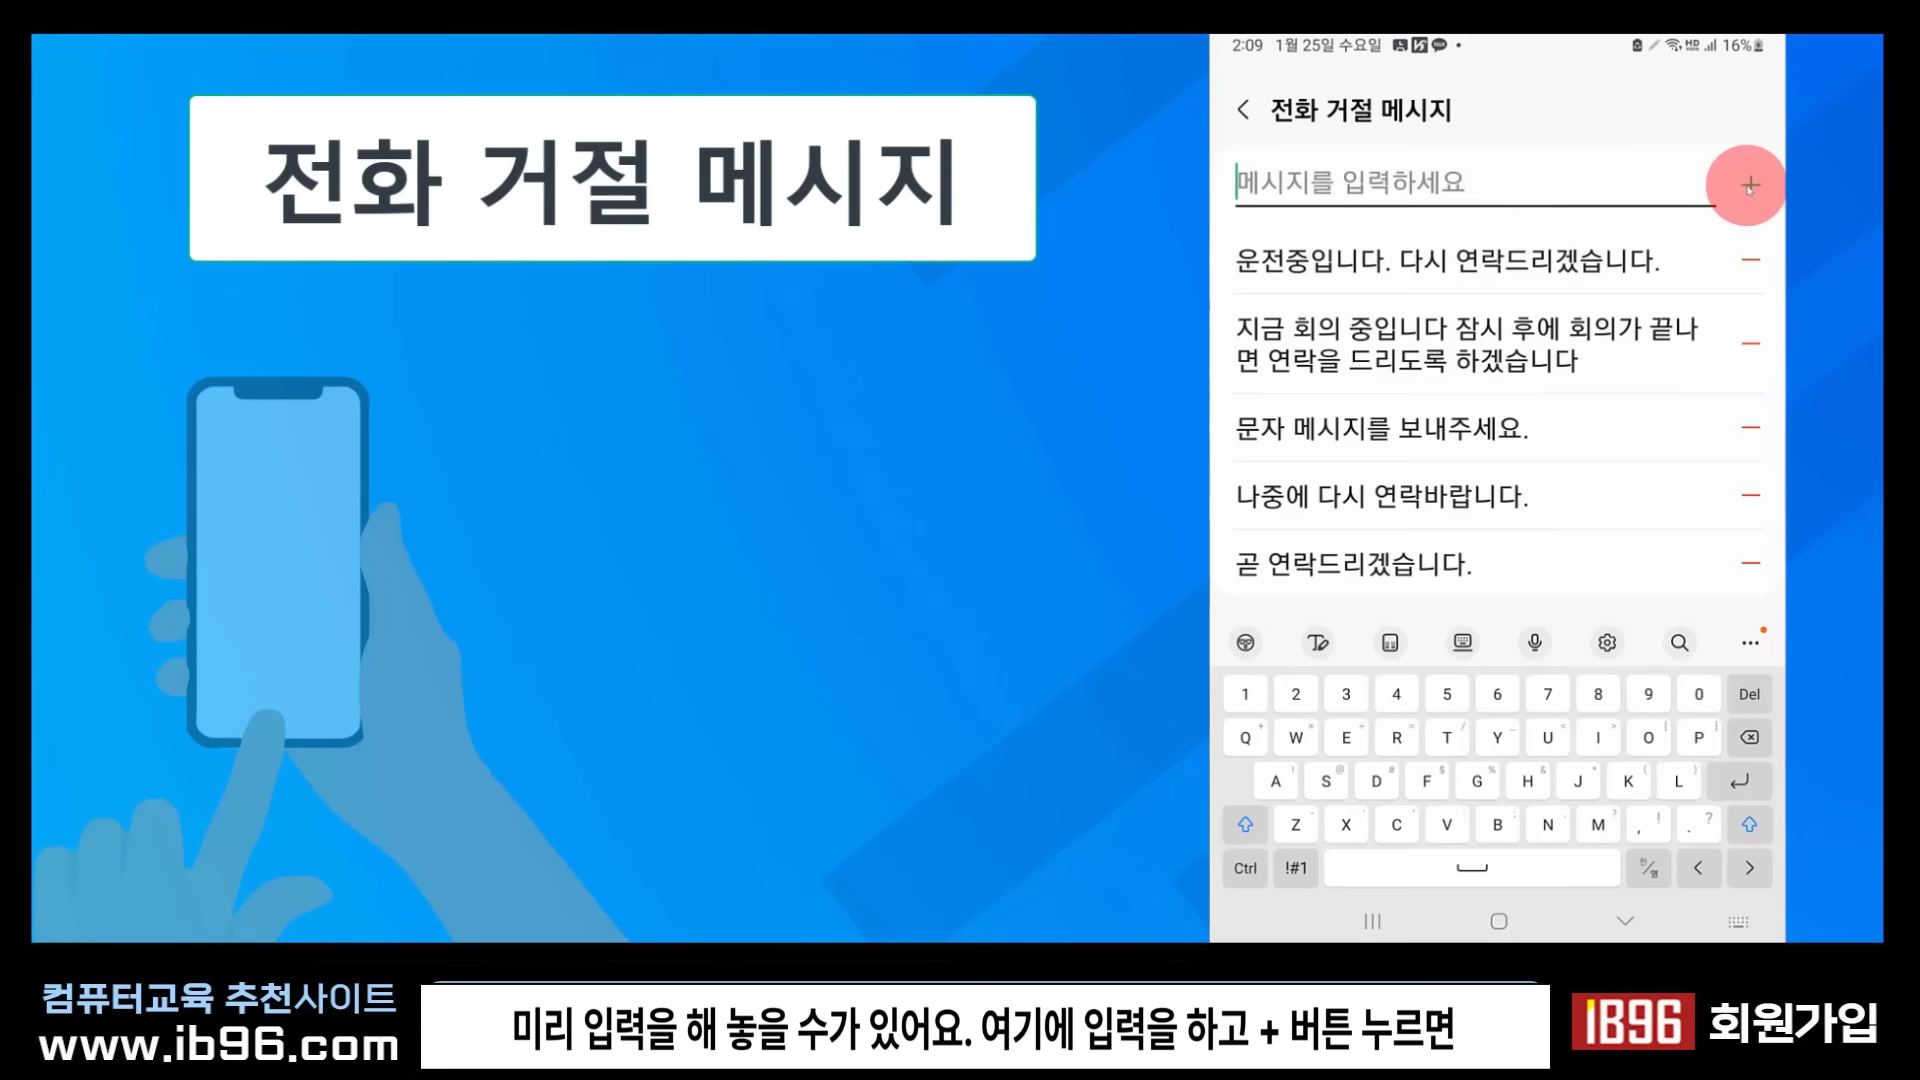 전화 거절 메시지
2:09 1월 25일 수요일
16%
전화 거절 메시지
메시지를 입력하세요
운전중입니다. 다시 연락드리겠습니다.
지금 회의 중입니다 잠시 후에 회의가 끝나
면 연락을 드리도록 하겠습니다
문자 메시지를 보내주세요.
나중에 다시 연락바랍니다.
곧 연락드리겠습니다.
1 2 3 4 5 6 7 8 9 0 Del
Q W E R T Y U I O P
A S D F G H J K L
Z X C V B N M , ! . ?
Ctrl !#1 한/영
컴퓨터교육 추천사이트
www.ib96.com
미리 입력을 해 놓을 수가 있어요. 여기에 입력을 하고 + 버튼 누르면
iB96 회원가입